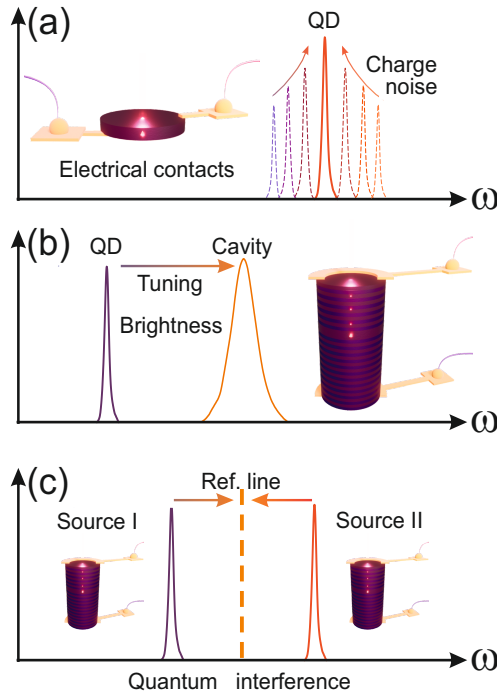 (a)
QD
Charge
noise
Electrical contacts
ω
(b)
QD
Cavity
Tuning
Brightness
ω
(c)
Ref. line
Source I
Source II
Quantum interference
ω